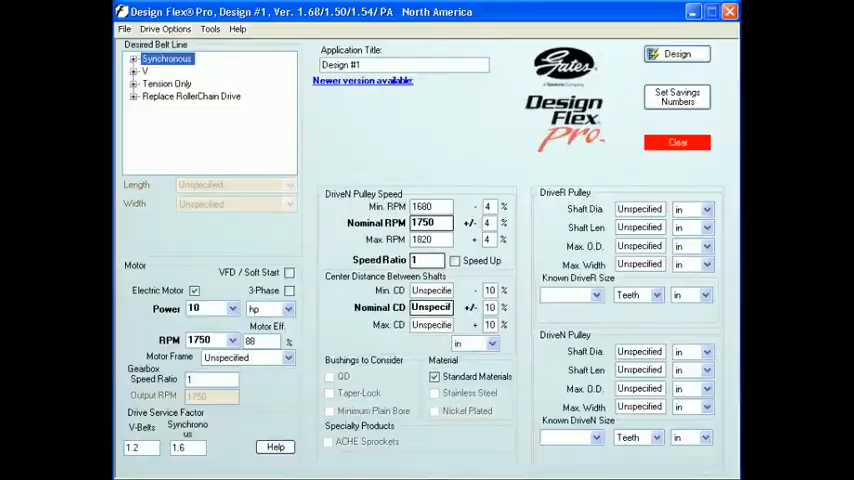 Design Flex® Pro, Design #1, Ver. 1.68/1.50/1.54/ PA North America
File Drive Options Tools Help
Desired Belt Line
Synchronous
V
Tension Only
Replace RollerChain Drive
Length Unspecified
Width Unspecified
Application Title:
Design #1
Newer version available:
Gates
Design
Flex
pro
Design
Set Savings
Numbers
Clear
Motor
VFD / Soft Start
Electric Motor 3-Phase
Power 10 hp
Motor Eff.
RPM 1750 88 %
Motor Frame Unspecified
Gearbox
Speed Ratio 1
Output RPM 1750
Drive Service Factor
V-Belts Synchrono
us
1.2 1.6 Help
DriveN Pulley Speed
Min. RPM 1680 - 4 %
Nominal RPM 1750 +/- 4 %
Max. RPM 1820 + 4 %
Speed Ratio 1 Speed Up
Center Distance Between Shafts
Min. CD Unspecifie - 10 %
Nominal CD Unspecif +/- 10 %
Max. CD Unspecifie + 10 %
in
Bushings to Consider
QD
Taper-Lock
Minimum Plain Bore
Material
Standard Materials
Stainless Steel
Nickel Plated
Specialty Products
ACHE Sprockets
DriveR Pulley
Shaft Dia. Unspecified in
Shaft Len Unspecified in
Max. O.D. Unspecified in
Max. Width Unspecified in
Known DriveR Size
Teeth in
DriveN Pulley
Shaft Dia. Unspecified in
Shaft Len Unspecified in
Max. O.D. Unspecified in
Max. Width Unspecified in
Known DriveN Size
Teeth in